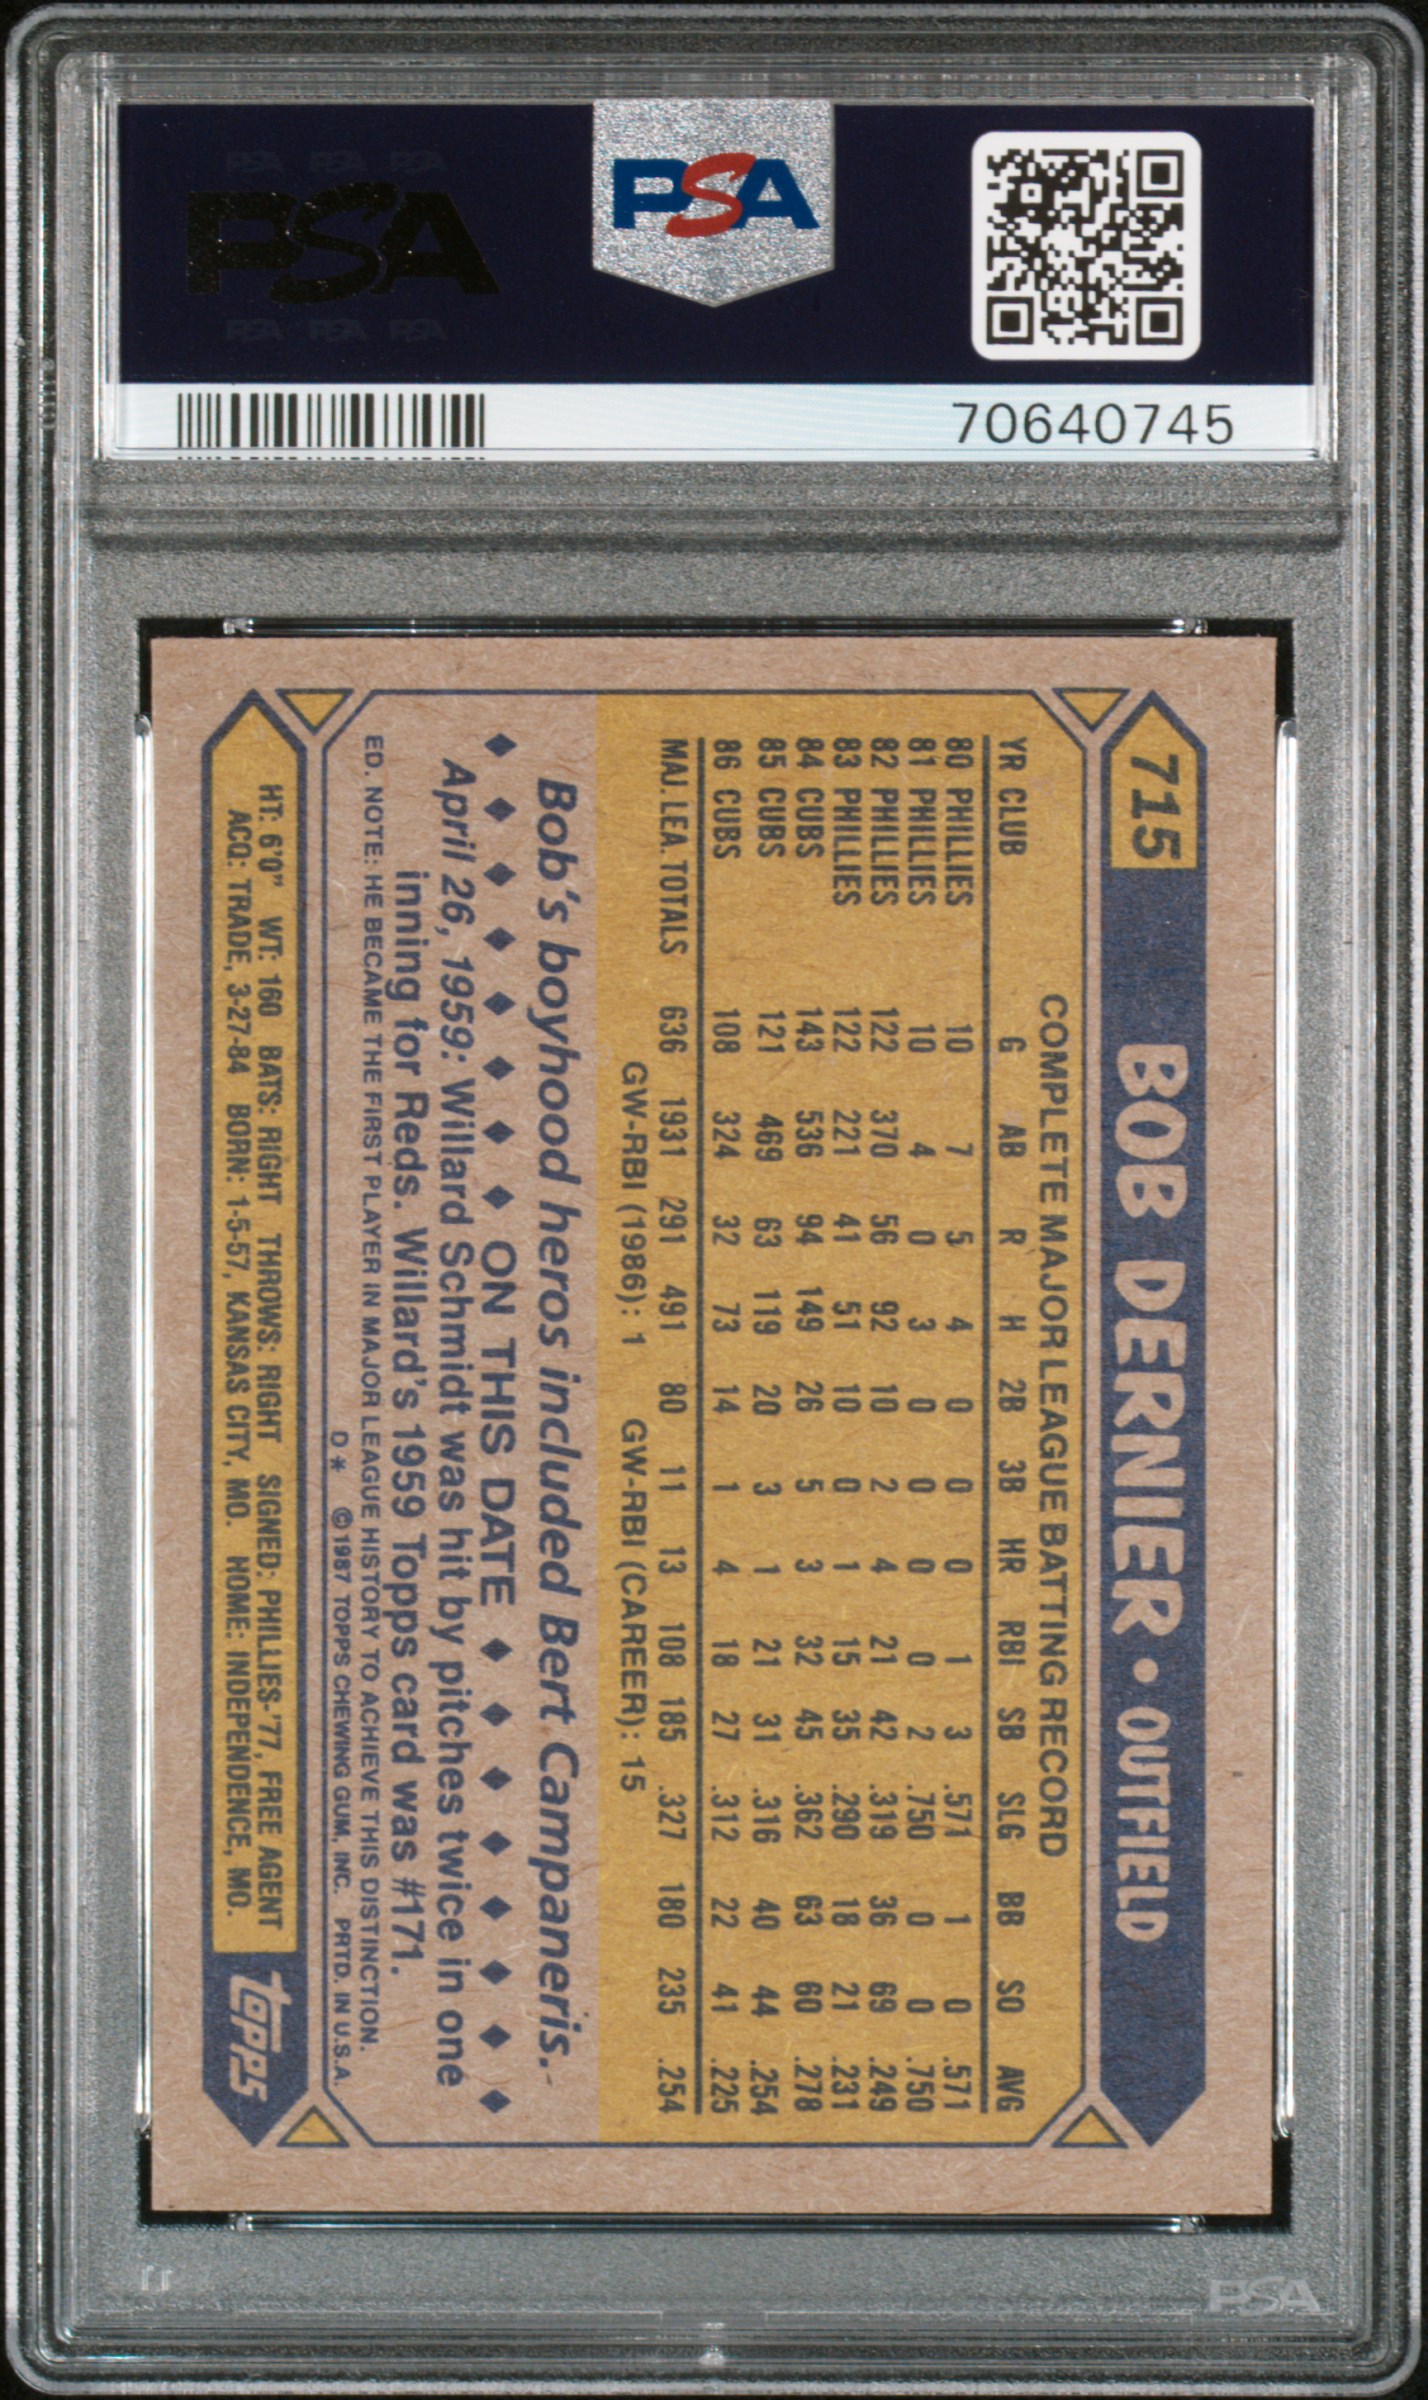 PSA PSA PSA
PSA
PSA PSA PSA
PSA
70640745
715 BOB DERNIER • OUTFIELD
COMPLETE MAJOR LEAGUE BATTING RECORD
YR CLUB G AB R H 2B 3B HR RBI SB SLG BB SO AVG
80 PHILLIES 10 7 5 4 0 0 0 1 3 .571 1 0 .571
81 PHILLIES 10 4 0 3 0 0 0 0 2 .750 0 0 .750
82 PHILLIES 122 370 56 92 10 2 4 21 42 .319 36 69 .249
83 PHILLIES 122 221 41 51 10 0 1 15 35 .290 18 21 .231
84 CUBS 143 536 94 149 26 5 3 32 45 .362 63 60 .278
85 CUBS 121 469 63 119 20 3 1 21 31 .316 40 44 .254
86 CUBS 108 324 32 73 14 1 4 18 27 .312 22 41 .225
MAJ. LEA. TOTALS 636 1931 291 491 80 11 13 108 185 .327 180 235 .254
GW-RBI (1986): 1 GW-RBI (CAREER): 15
Bob's boyhood heros included Bert Campaneris.
♦ ♦ ♦ ♦ ♦ ♦ ♦ ♦ ON THIS DATE ♦ ♦ ♦ ♦ ♦ ♦ ♦ ♦
April 26, 1959: Willard Schmidt was hit by pitches twice in one
inning for Reds. Willard's 1959 Topps card was #171.
ED. NOTE: HE BECAME THE FIRST PLAYER IN MAJOR LEAGUE HISTORY TO ACHIEVE THIS DISTINCTION.
D* ©1987 TOPPS CHEWING GUM, INC. PRTD. IN U.S.A.
HT: 6'0" WT: 160 BATS: RIGHT THROWS: RIGHT SIGNED: PHILLIES-'77, FREE AGENT
ACQ: TRADE, 3-27-84 BORN: 1-5-57, KANSAS CITY, MO. HOME: INDEPENDENCE, MO.
topps
PSA